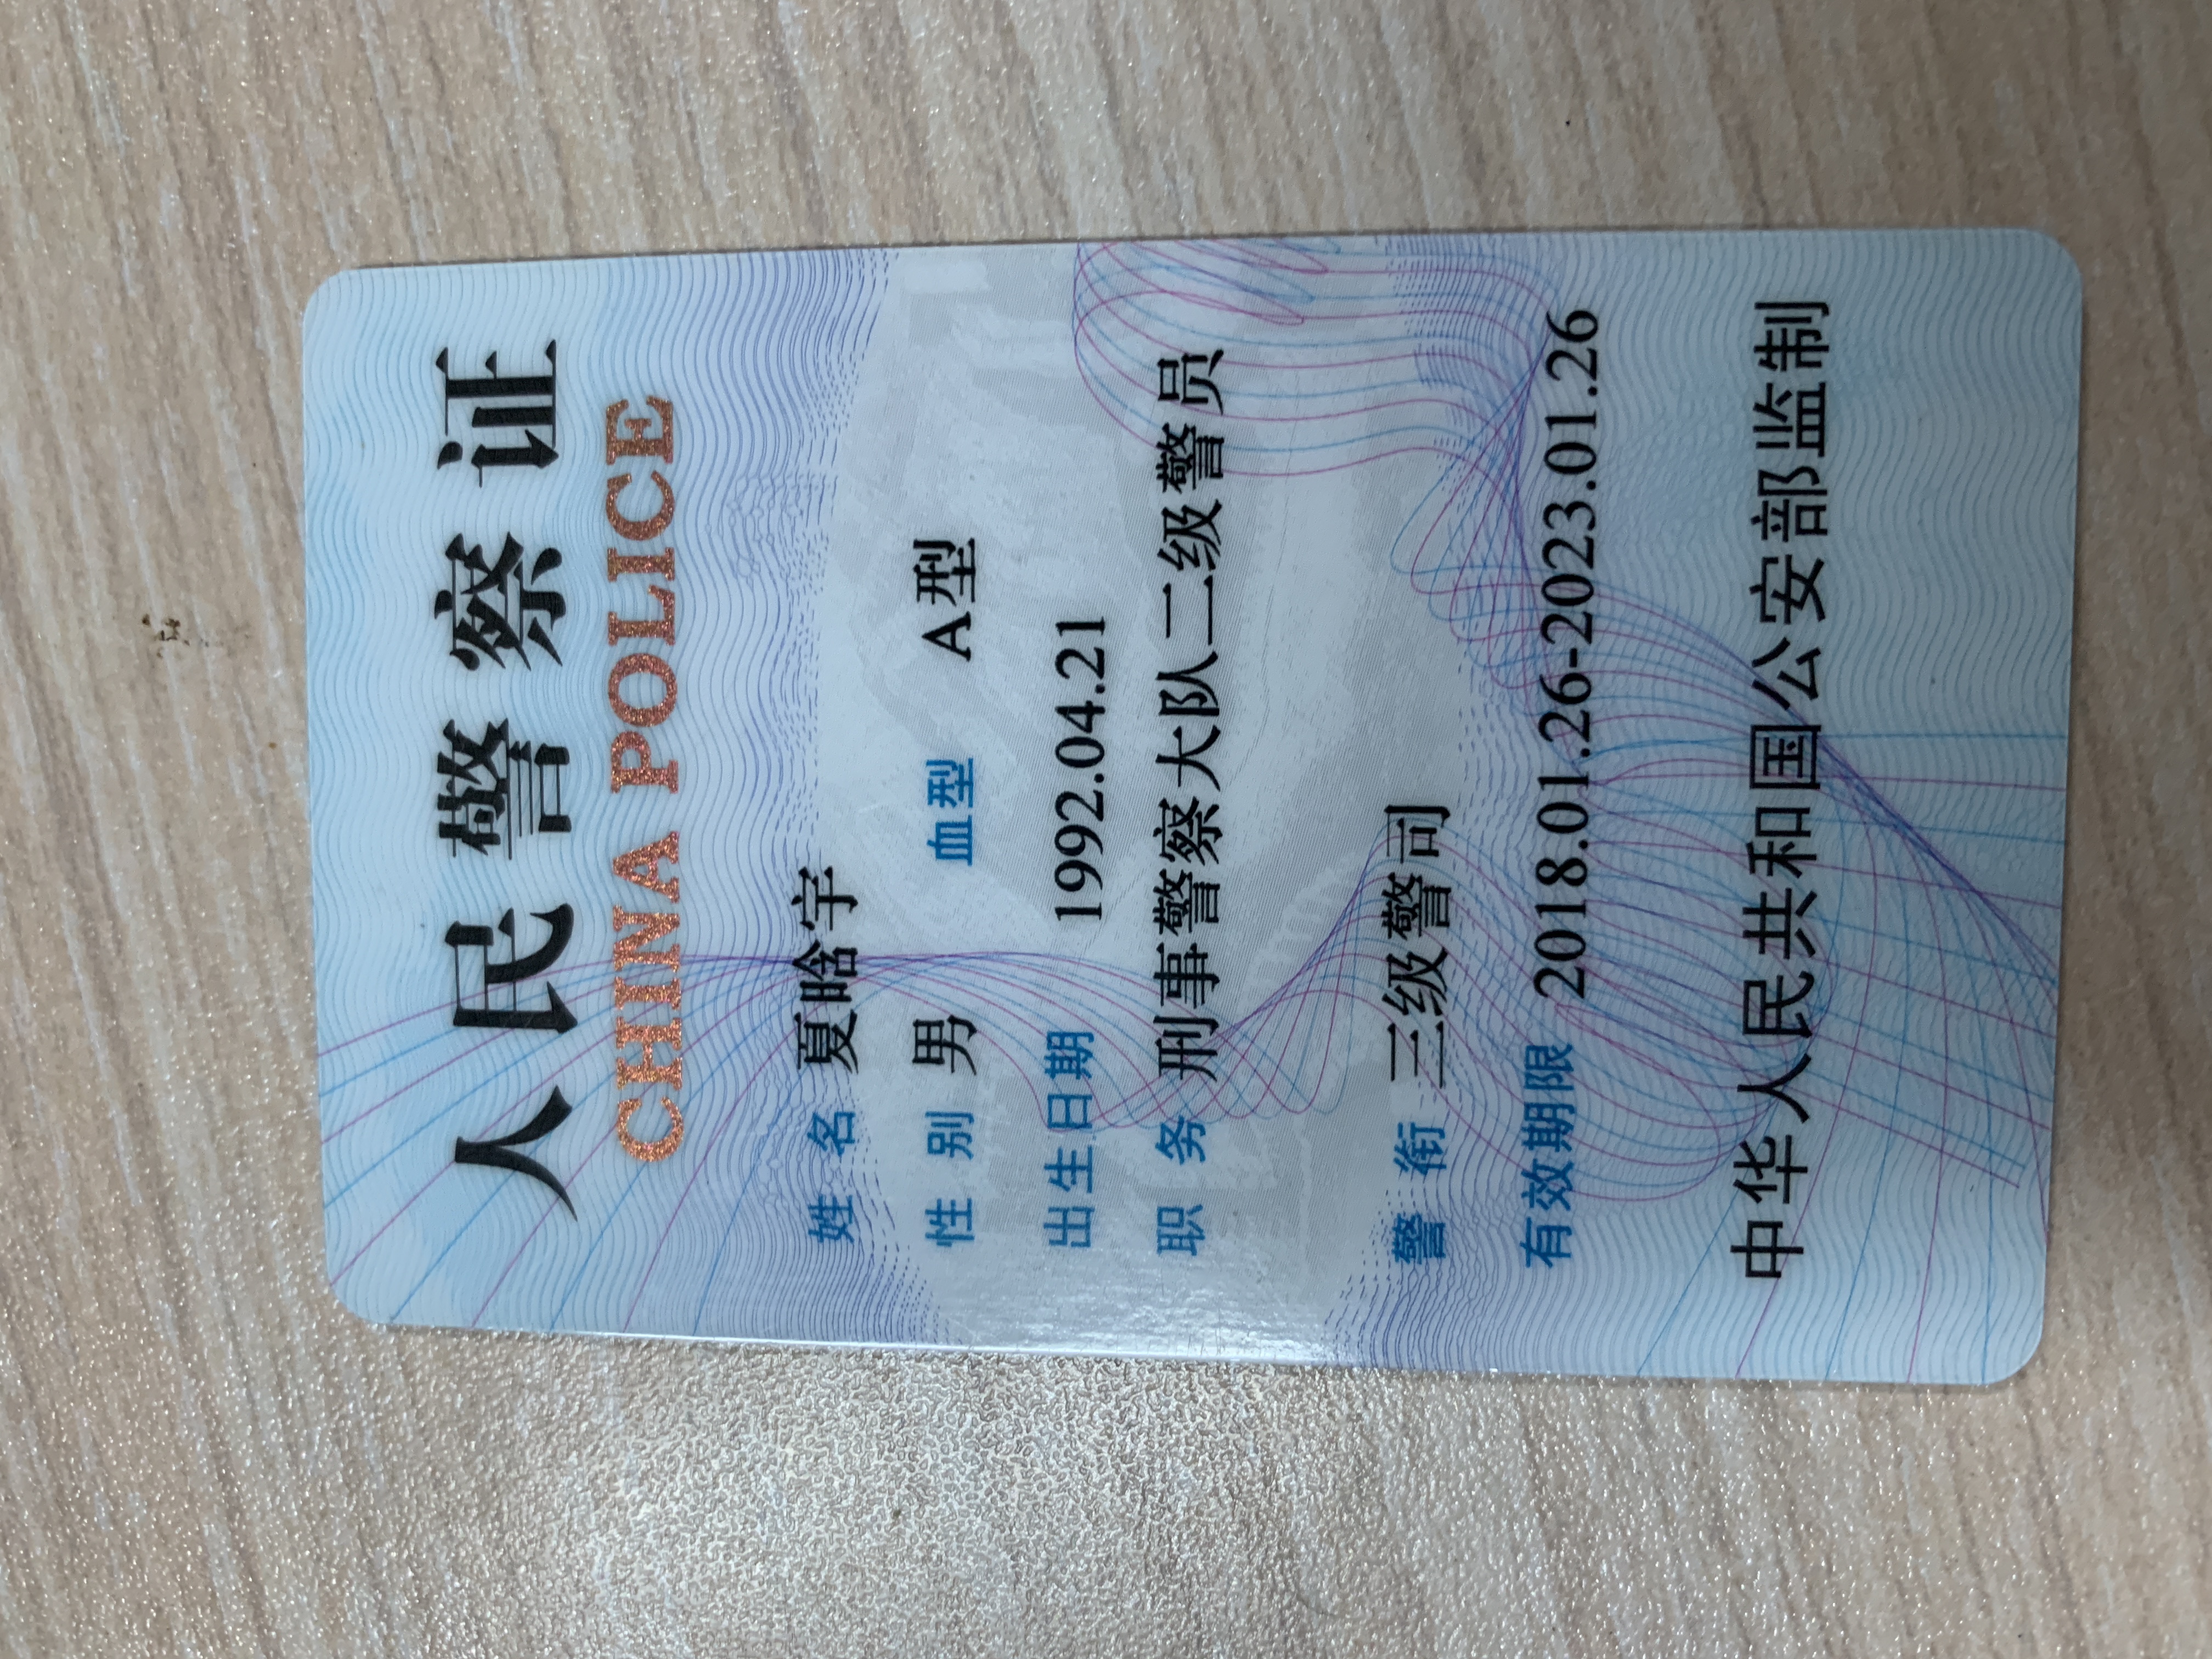 人民警察证
CHINA POLICE
姓 名 夏晗宇
性 别 男 血型 A型
出生日期 1992.04.21
职 务 刑事警察大队二级警员
警 衔 三级警司
有效期限 2018.01.26-2023.01.26
中华人民共和国公安部监制